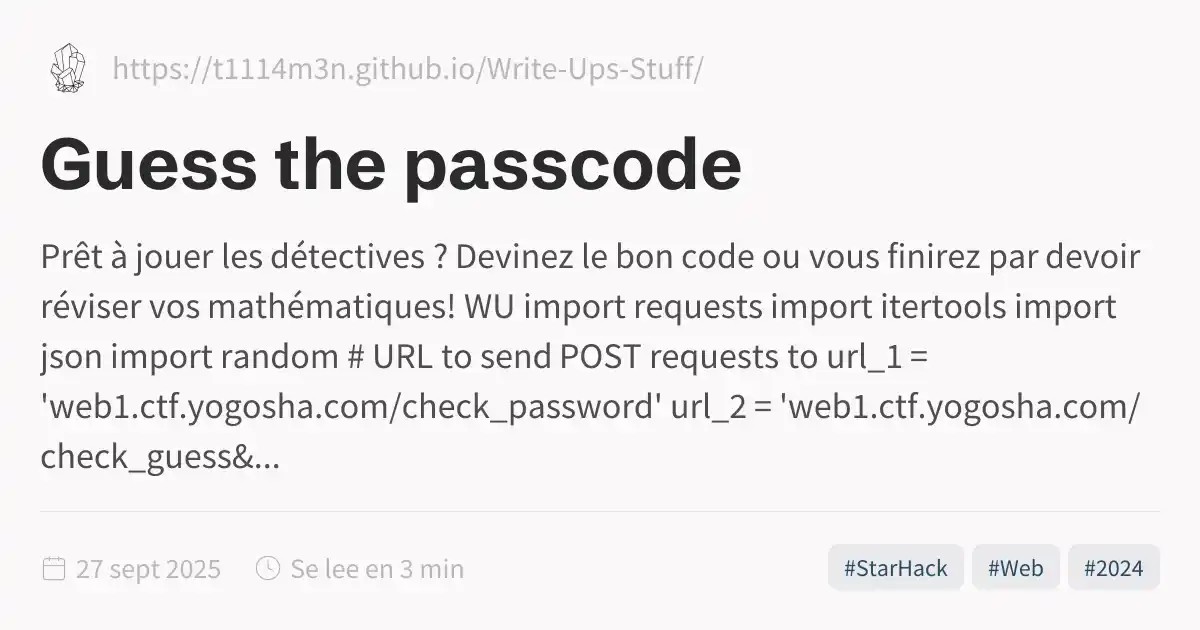 https://t1114m3n.github.io/Write-Ups-Stuff/
Guess the passcode
Prêt à jouer les détectives ? Devinez le bon code ou vous finirez par devoir
réviser vos mathématiques! WU import requests import itertools import
json import random # URL to send POST requests to url_1 =
'web1.ctf.yogosha.com/check_password' url_2 = 'web1.ctf.yogosha.com/
check_guess&...
27 sept 2025 Se lee en 3 min #StarHack #Web #2024